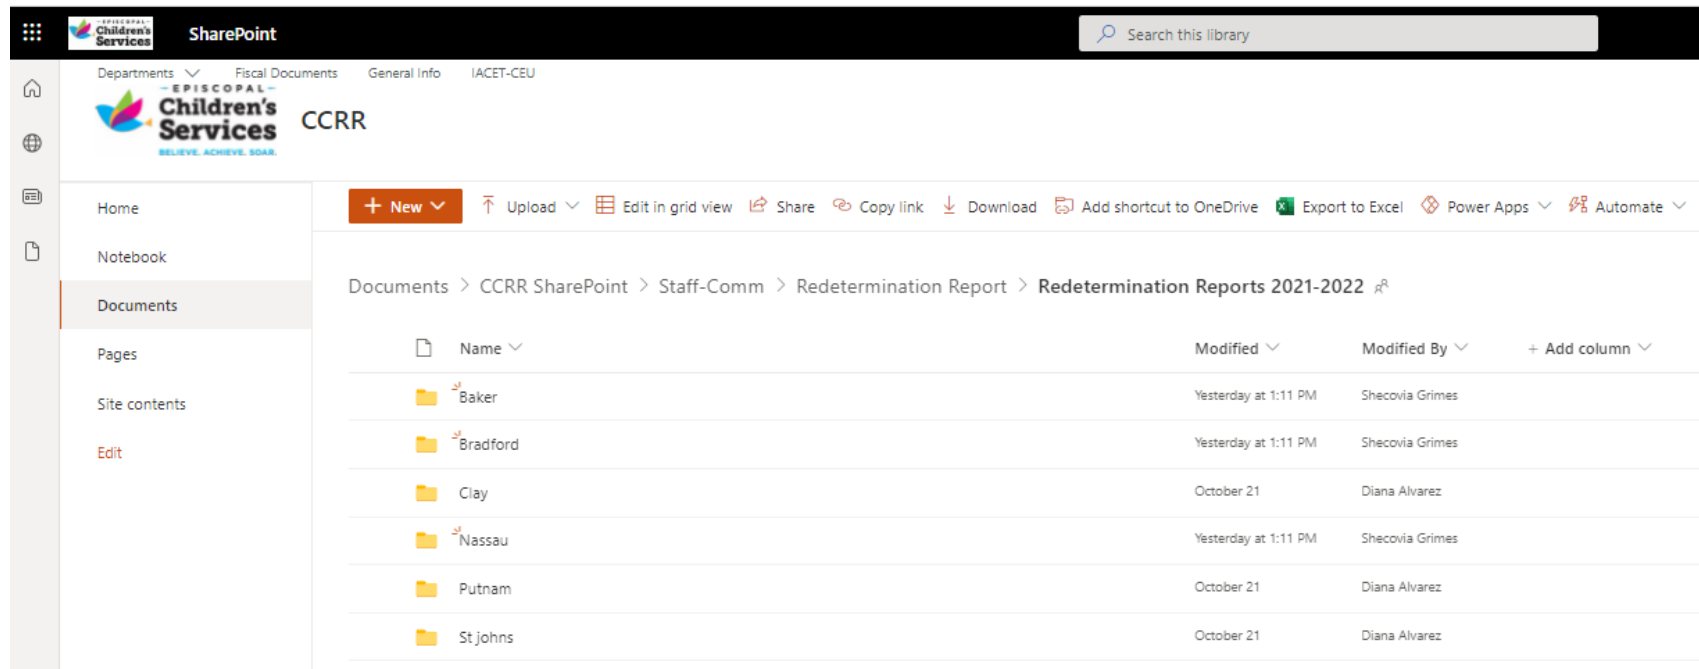 -EPISCOPAL-
Children's
Services
SharePoint
Search this library
Departments Fiscal Documents General Info IACET-CEU
-EPISCOPAL-
Children's
Services
BELIEVE. ACHIEVE. SOAR.
CCRR
Home
Notebook
Documents
Pages
Site contents
Edit
+ New Upload Edit in grid view Share Copy link Download Add shortcut to OneDrive Export to Excel Power Apps Automate
Documents > CCRR SharePoint > Staff-Comm > Redetermination Report > Redetermination Reports 2021-2022
Name Modified Modified By + Add column
Baker Yesterday at 1:11 PM Shecovia Grimes
Bradford Yesterday at 1:11 PM Shecovia Grimes
Clay October 21 Diana Alvarez
Nassau Yesterday at 1:11 PM Shecovia Grimes
Putnam October 21 Diana Alvarez
St johns October 21 Diana Alvarez